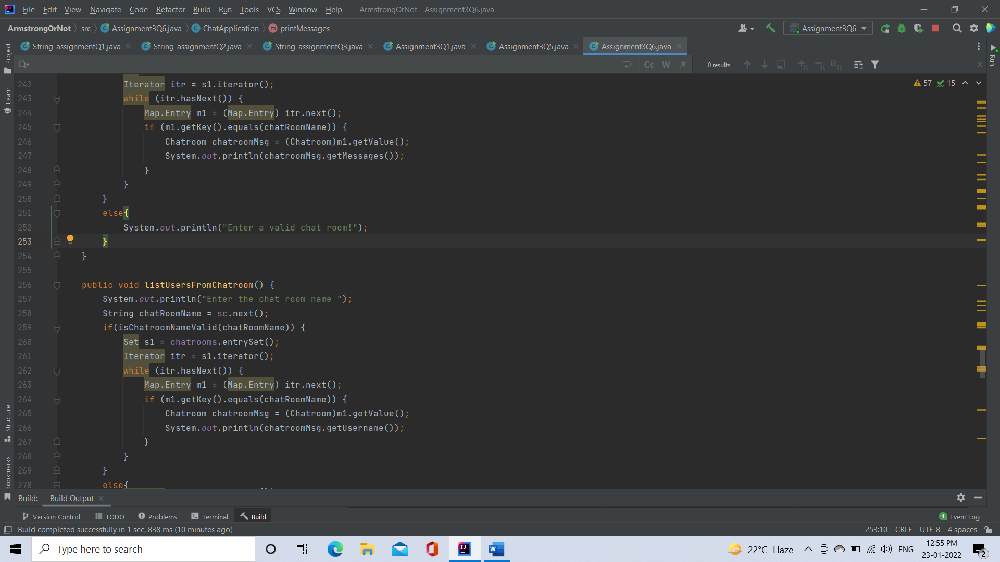 File Edit View Navigate Code Refactor Build Run Tools VCS Window Help ArmstrongOrNot - Assignment3Q6.java
ArmstrongOrNot src Assignment3Q6.java ChatApplication printMessages Assignment3Q6
String_assignmentQ1.java String_assignmentQ2.java String_assignmentQ3.java Assignment3Q1.java Assignment3Q5.java Assignment3Q6.java
Cc W .* 0 results
Project
Learn
Structure
Bookmarks
Run
57 15
242 Iterator itr = s1.iterator();
243 while (itr.hasNext()) {
244 Map.Entry m1 = (Map.Entry) itr.next();
245 if (m1.getKey().equals(chatRoomName)) {
246 Chatroom chatroomMsg = (Chatroom)m1.getValue();
247 System.out.println(chatroomMsg.getMessages());
248 }
249 }
250 }
251 else{
252 System.out.println("Enter a valid chat room!");
253 }
254 }
255
256 public void listUsersFromChatroom() {
257 System.out.println("Enter the chat room name ");
258 String chatRoomName = sc.next();
259 if(isChatroomNameValid(chatRoomName)) {
260 Set s1 = chatrooms.entrySet();
261 Iterator itr = s1.iterator();
262 while (itr.hasNext()) {
263 Map.Entry m1 = (Map.Entry) itr.next();
264 if (m1.getKey().equals(chatRoomName)) {
265 Chatroom chatroomMsg = (Chatroom)m1.getValue();
266 System.out.println(chatroomMsg.getUsername());
267 }
268 }
269 }
270 else{
Build: Build Output
Version Control TODO Problems Terminal Build 1 Event Log
Build completed successfully in 1 sec, 838 ms (10 minutes ago) 253:10 CRLF UTF-8 4 spaces
Type here to search 22°C Haze ENG 12:55 PM
23-01-2022 2